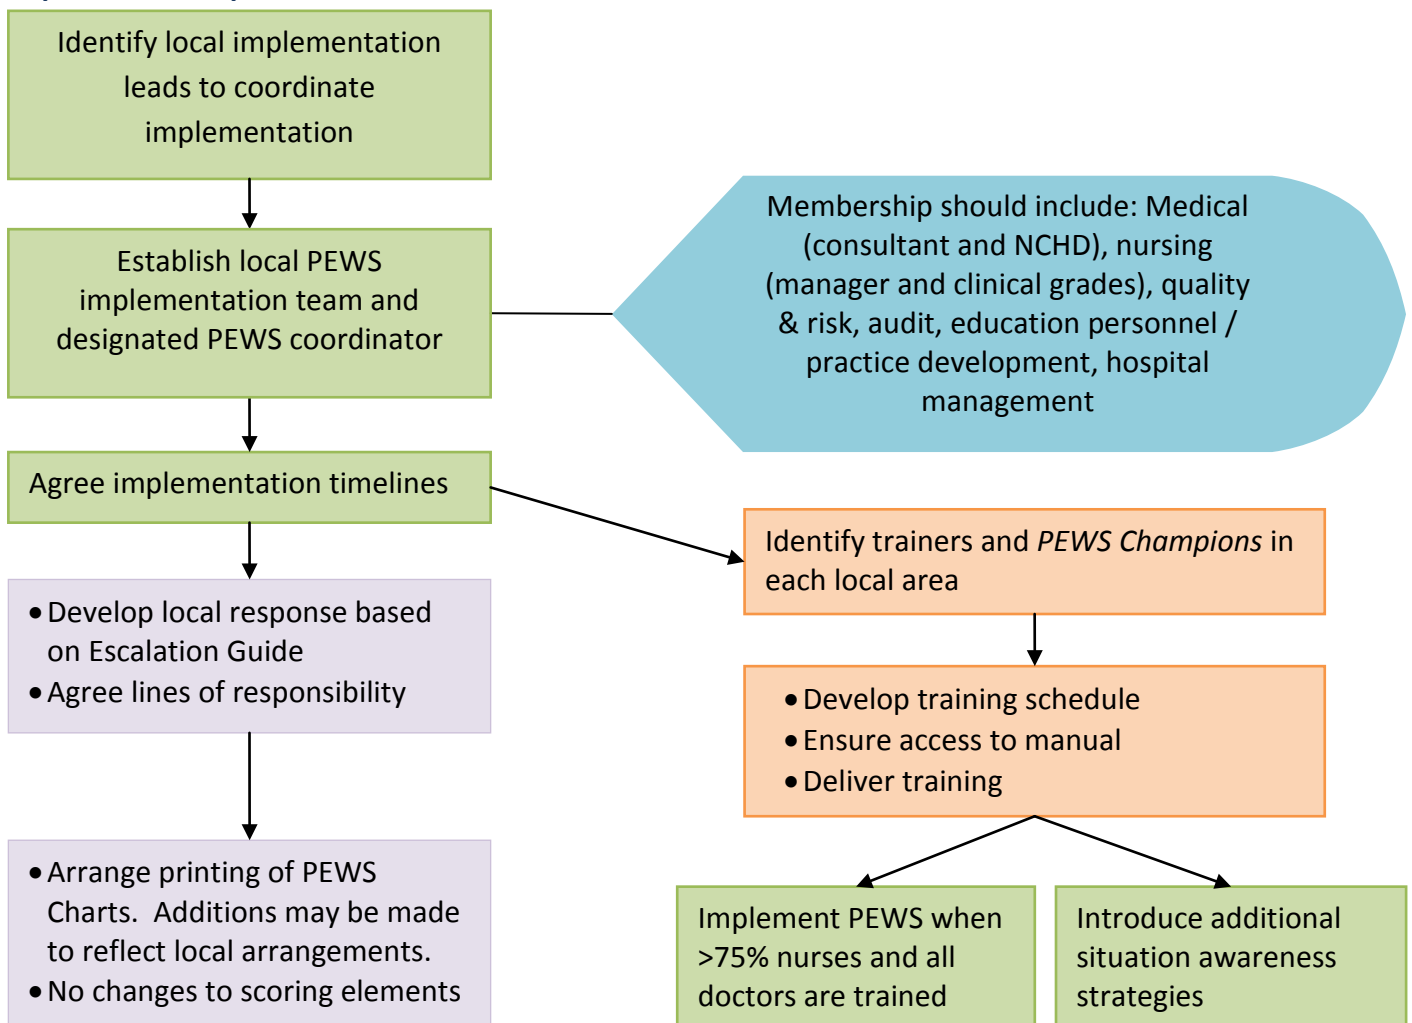 Identify local implementation
leads to coordinate
implementation
Establish local PEWS
implementation team and
designated PEWS coordinator
Membership should include: Medical
(consultant and NCHD), nursing
(manager and clinical grades), quality
& risk, audit, education personnel /
practice development, hospital
management
Agree implementation timelines
• Develop local response based
on Escalation Guide
• Agree lines of responsibility
• Arrange printing of PEWS
Charts.  Additions may be made
to reflect local arrangements.
• No changes to scoring elements
Identify trainers and PEWS Champions in
each local area
• Develop training schedule
• Ensure access to manual
• Deliver training
Implement PEWS when
>75% nurses and all
doctors are trained
Introduce additional
situation awareness
strategies